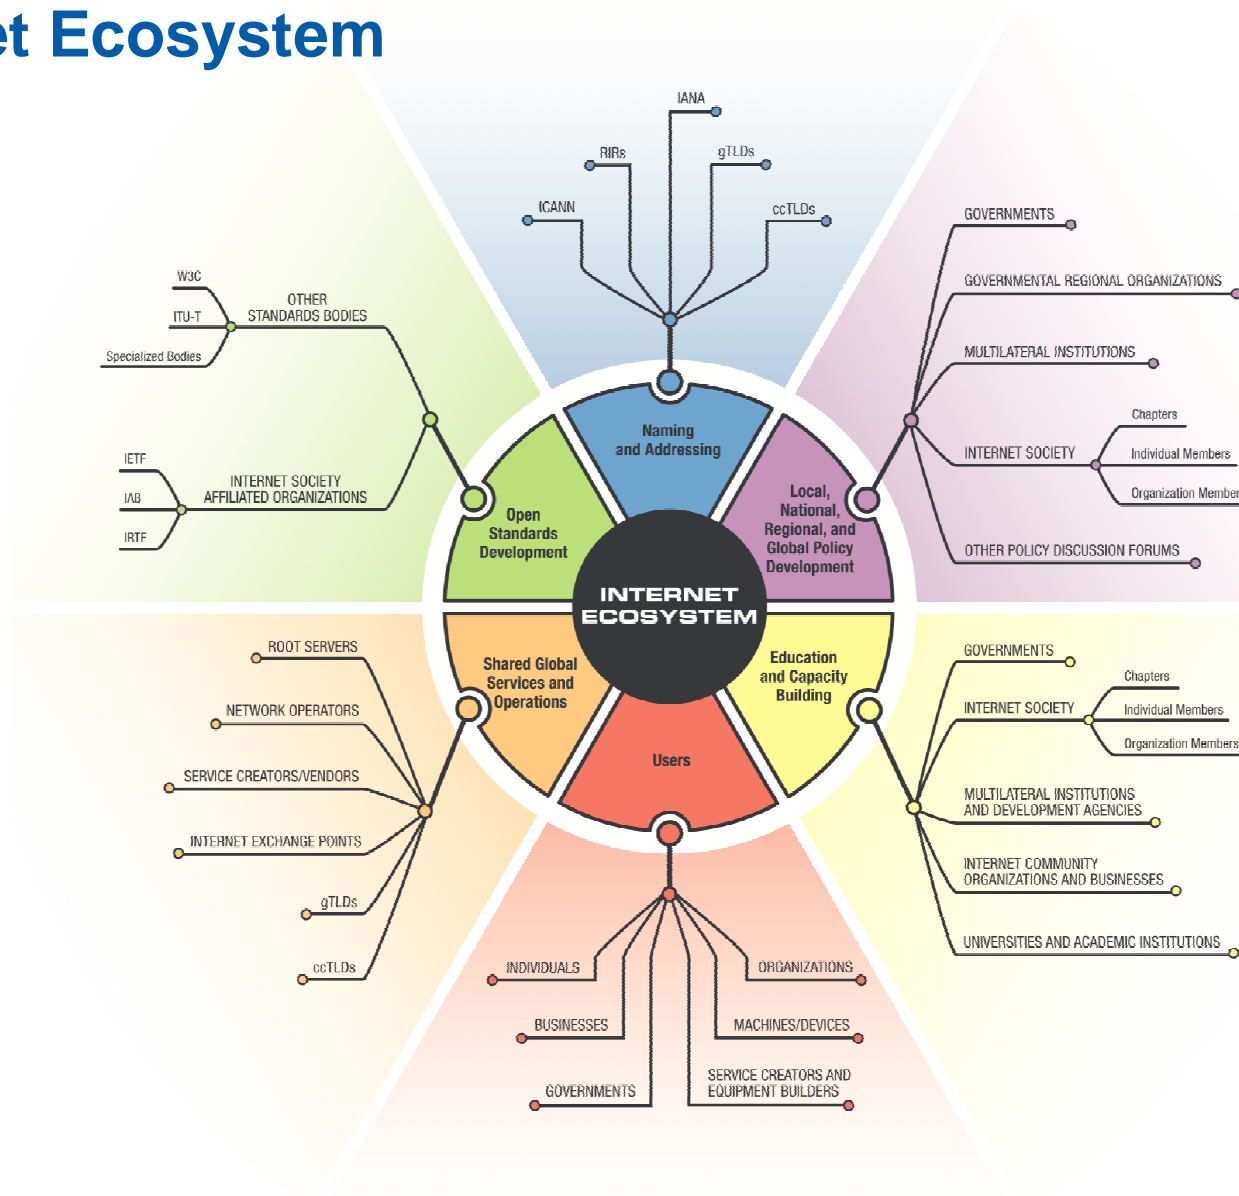 et Ecosystem
IANA
RIRs
gTLDs
ICANN
ccTLDs
W3C
ITU-T
Specialized Bodies
OTHER
STANDARDS BODIES
IETF
IAB
IRTF
INTERNET SOCIETY
AFFILIATED ORGANIZATIONS
GOVERNMENTS
GOVERNMENTAL REGIONAL ORGANIZATIONS
MULTILATERAL INSTITUTIONS
INTERNET SOCIETY
Chapters
Individual Members
Organization Member
OTHER POLICY DISCUSSION FORUMS
Naming
and Addressing
Open
Standards
Development
Local,
National,
Regional, and
Global Policy
Development
INTERNET
ECOSYSTEM
Shared Global
Services and
Operations
Education
and Capacity
Building
Users
ROOT SERVERS
NETWORK OPERATORS
SERVICE CREATORS/VENDORS
INTERNET EXCHANGE POINTS
gTLDs
ccTLDs
GOVERNMENTS
INTERNET SOCIETY
Chapters
Individual Members
Organization Members
MULTILATERAL INSTITUTIONS
AND DEVELOPMENT AGENCIES
INTERNET COMMUNITY
ORGANIZATIONS AND BUSINESSES
UNIVERSITIES AND ACADEMIC INSTITUTIONS
INDIVIDUALS
BUSINESSES
GOVERNMENTS
ORGANIZATIONS
MACHINES/DEVICES
SERVICE CREATORS AND
EQUIPMENT BUILDERS